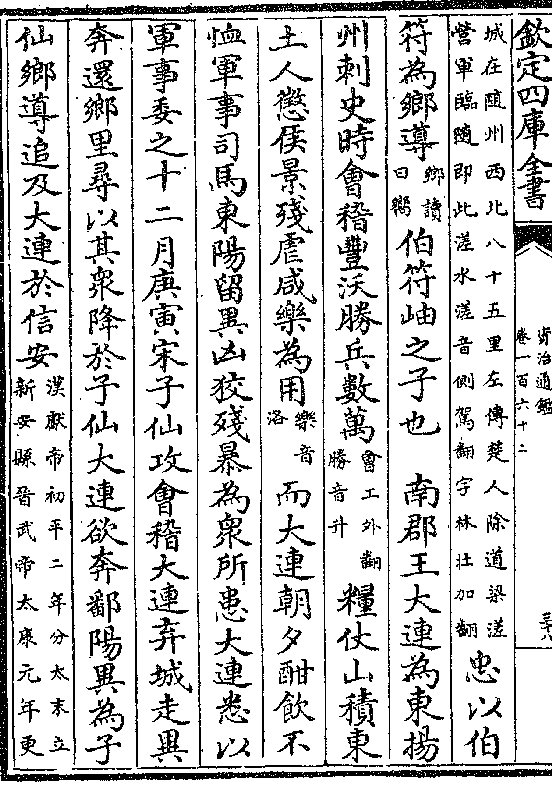 欽定四庫全書
資治通鑑
卷一百六十二
城在隨州西北八十五里左傳楚人除道梁溠
營軍臨隨即此溠水溠音側駕翻字林壯加翻
忠以伯
符為鄉導
鄉讀
曰嚮
伯符岫之子也　南郡王大連為東揚
州刺史時會稽豐沃勝兵數萬
會工外翻
勝音升
糧仗山積東
土人懲侯景殘虐咸樂為用
樂音
洛
而大連朝夕酣飲不
恤軍事司馬東陽留異凶狡殘暴為衆所患大連悉以
軍事委之十二月庚寅宋子仙攻會稽大連弃城走異
奔還鄉里尋以其衆降於子仙大連欲奔鄱陽異為子
仙鄉導追及大連於信安
漢獻帝初平二年分太末立
新安縣晉武帝太康元年更